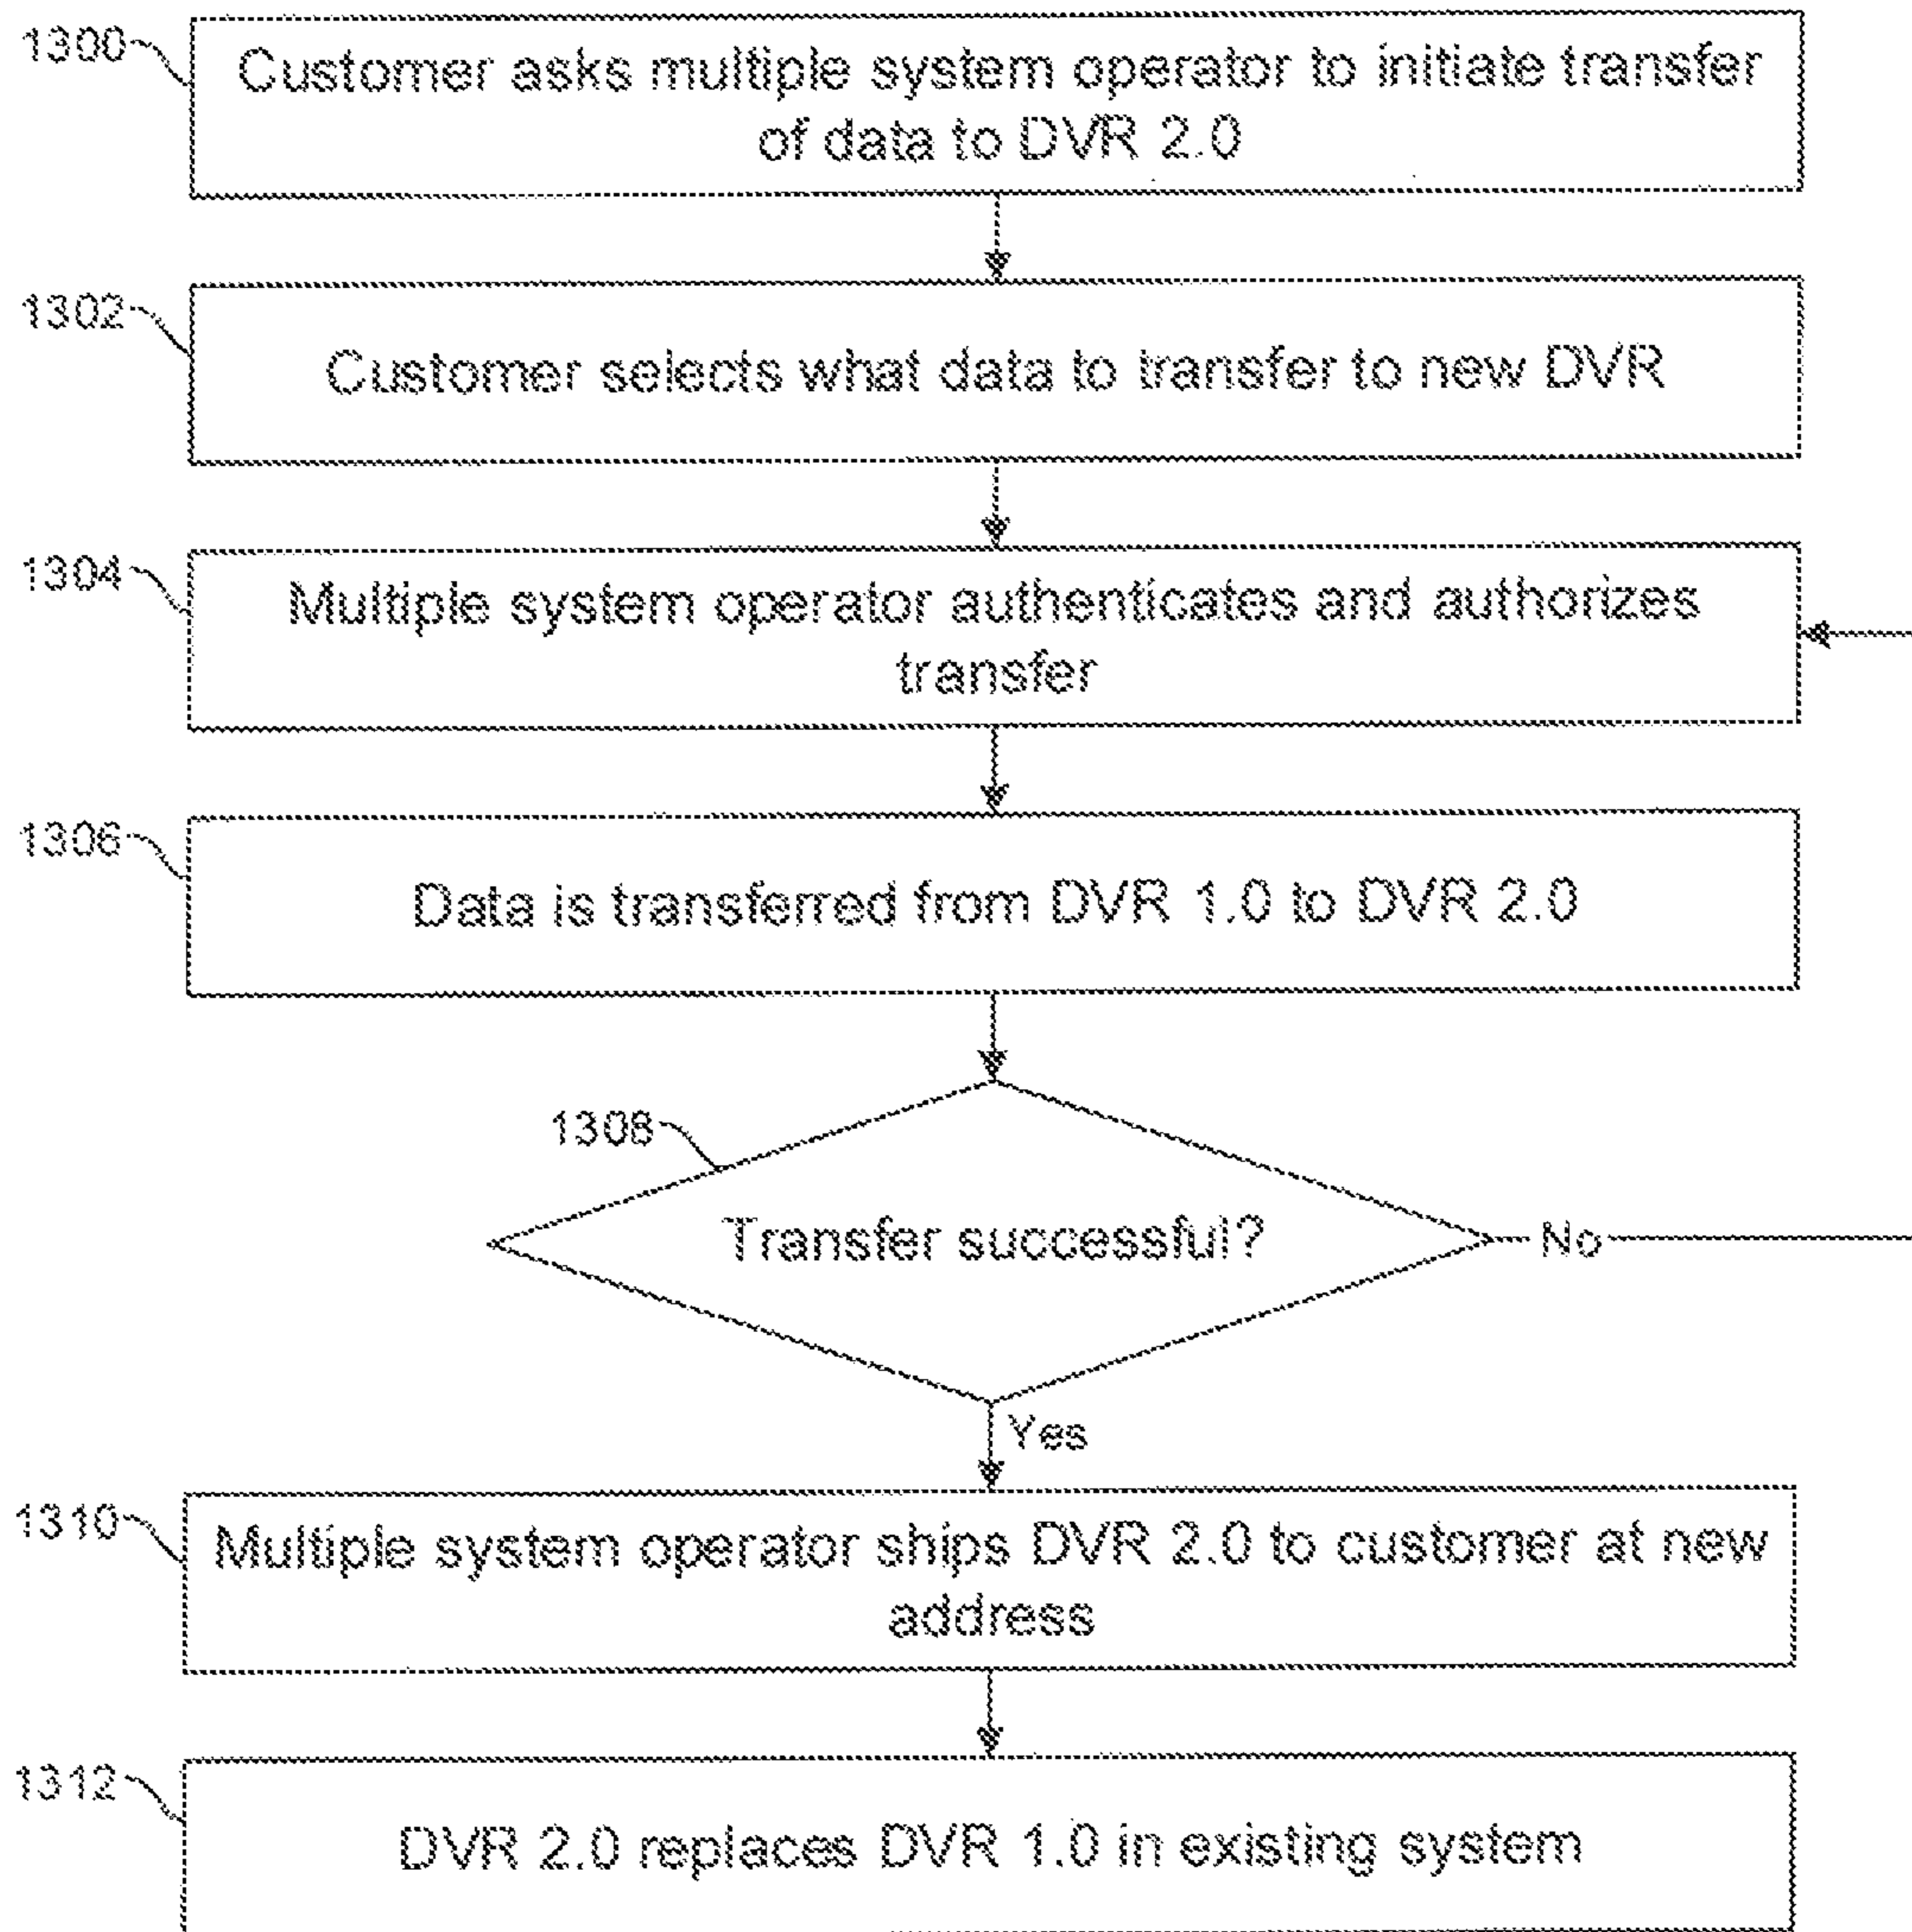 1300
Customer asks multiple system operator to initiate transfer
of data to DVR 2.0
1302
Customer selects what data to transfer to new DVR
1304
Multiple system operator authenticates and authorizes
transfer
1306
Data is transferred from DVR 1.0 to DVR 2.0
1308
Transfer successful?
No
Yes
1310
Multiple system operator ships DVR 2.0 to customer at new
address
1312
DVR 2.0 replaces DVR 1.0 in existing system